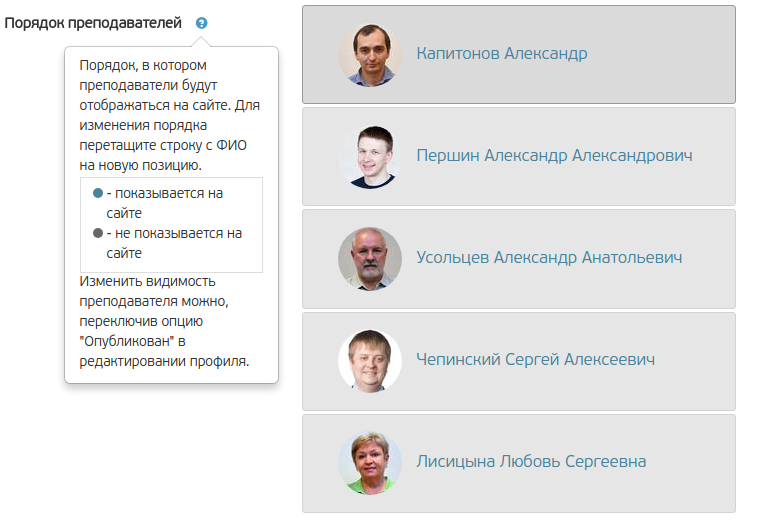 Порядок преподавателей ?
Порядок, в котором
преподаватели будут
отображаться на сайте. Для
изменения порядка
перетащите строку с ФИО
на новую позицию.
- показывается на
сайте
- не показывается на
сайте
Изменить видимость
преподавателя можно,
переключив опцию
"Опубликован" в
редактировании профиля.
Капитонов Александр
Першин Александр Александрович
Усольцев Александр Анатольевич
Чепинский Сергей Алексеевич
Лисицына Любовь Сергеевна